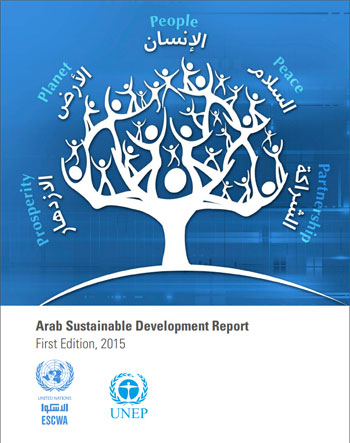 People
الإنسان
Planet
الأرض
Peace
السلام
Prosperity
الازدهار
Partnership
الشراكة
Arab Sustainable Development Report
First Edition, 2015
UNITED NATIONS
الاسكوا
ESCWA
UNEP